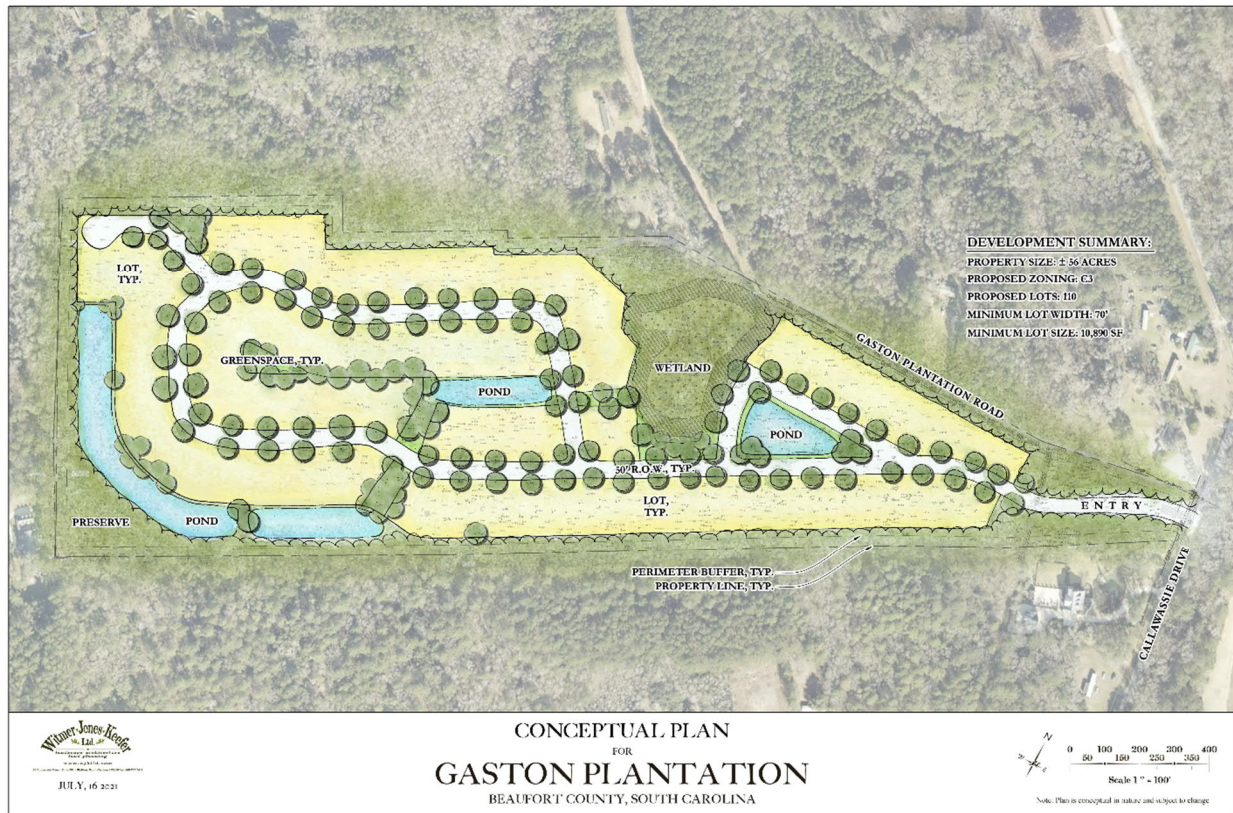 LOT,
TYP.
GREENSPACE, TYP.
POND
WETLAND
POND
GASTON PLANTATION ROAD
DEVELOPMENT SUMMARY:
PROPERTY SIZE: ± 56 ACRES
PROPOSED ZONING: C3
PROPOSED LOTS: 110
MINIMUM LOT WIDTH: 70'
MINIMUM LOT SIZE: 10,890 SF
50' R.O.W., TYP.
LOT,
TYP.
ENTRY
PRESERVE
POND
PERIMETER BUFFER, TYP.
PROPERTY LINE, TYP.
CALLAWASSIE DRIVE
Witmer·Jones·Keefer
Ltd.
landscape architecture
land planning
JULY, 16 2021
CONCEPTUAL PLAN
FOR
GASTON PLANTATION
BEAUFORT COUNTY, SOUTH CAROLINA
N
0 100 200 300 400
50 150 250 350
Scale 1" = 100'
Note: Plan is conceptual in nature and subject to change